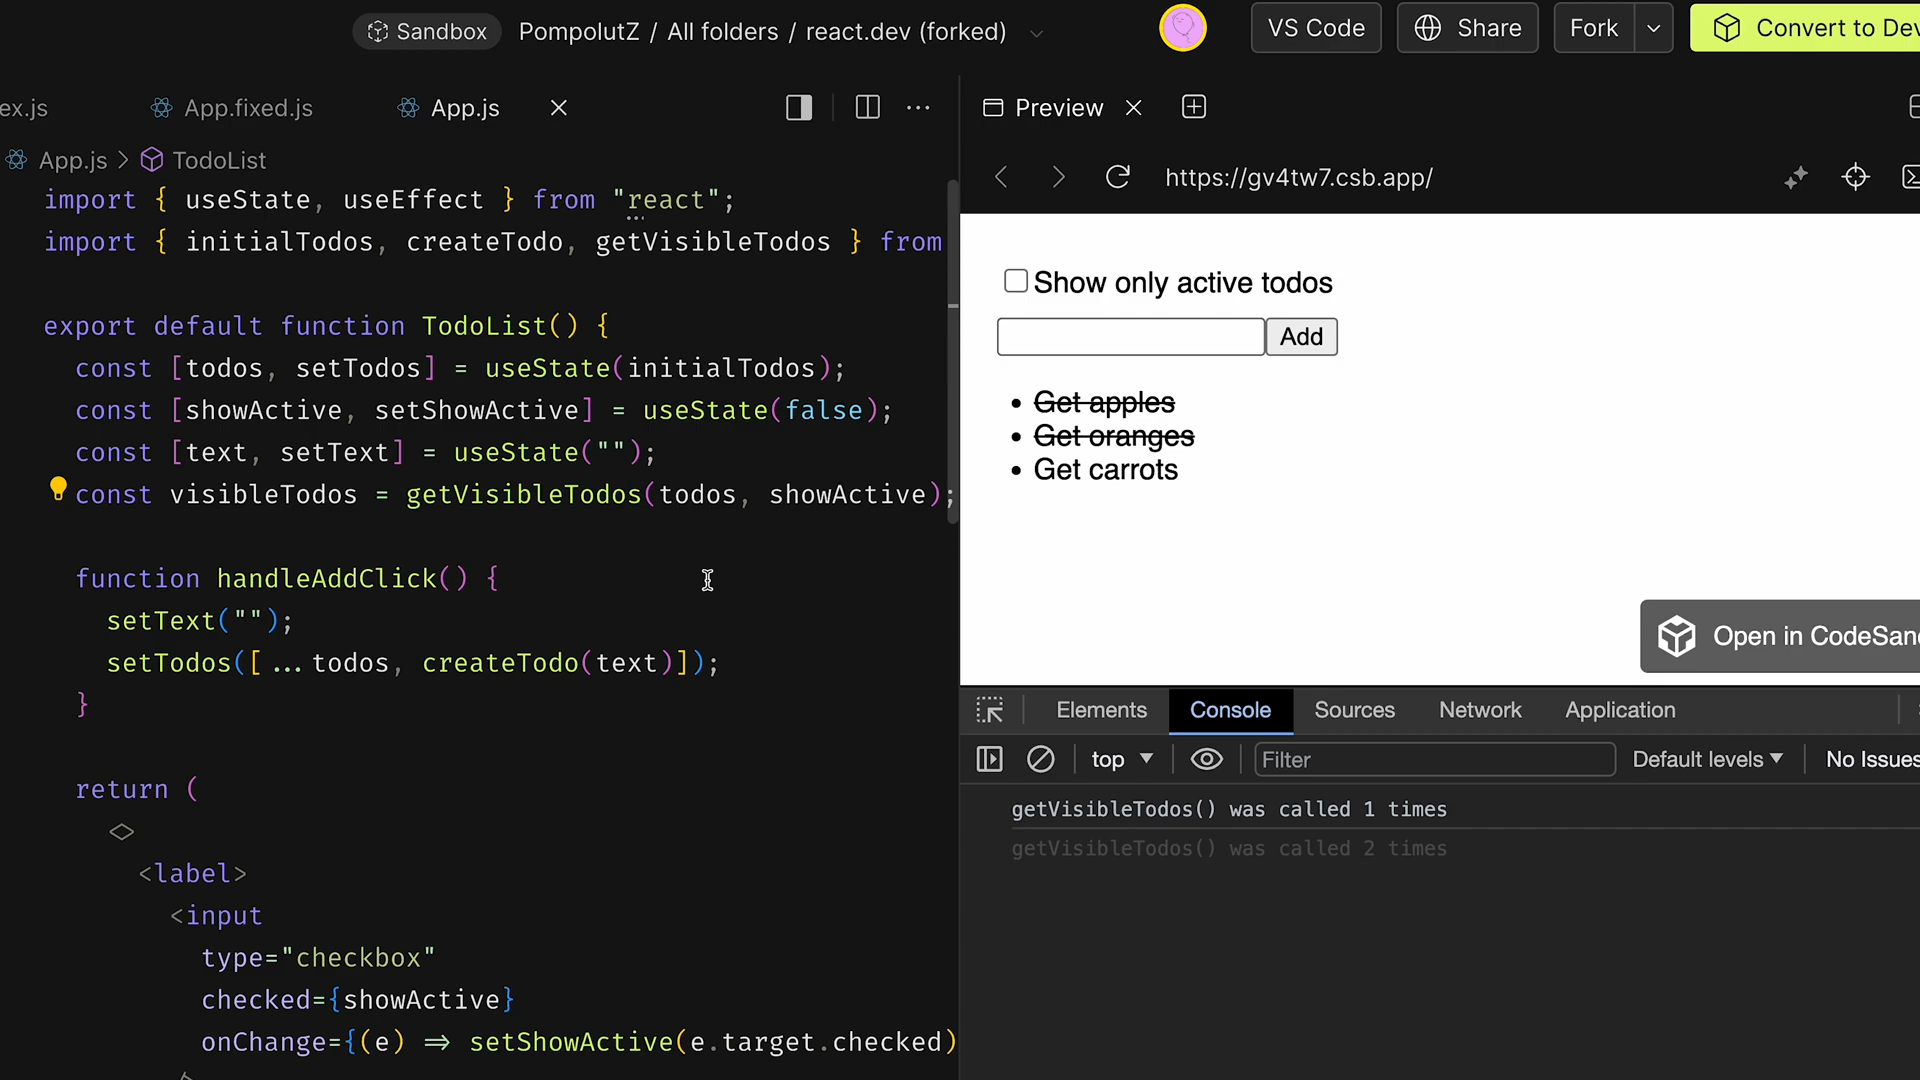 Sandbox PompolutZ / All folders / react.dev (forked) VS Code Share Fork Convert to Dev
ex.js App.fixed.js App.js
App.js > TodoList
import { useState, useEffect } from "react";
import { initialTodos, createTodo, getVisibleTodos } from
export default function TodoList() {
const [todos, setTodos] = useState(initialTodos);
const [showActive, setShowActive] = useState(false);
const [text, setText] = useState("");
const visibleTodos = getVisibleTodos(todos, showActive);
function handleAddClick() {
setText("");
setTodos([...todos, createTodo(text)]);
}
return (
<>
<label>
<input
type="checkbox"
checked={showActive}
onChange={(e) => setShowActive(e.target.checked)
Preview
https://gv4tw7.csb.app/
Show only active todos
Add
• Get apples
• Get oranges
• Get carrots
Open in CodeSan
Elements Console Sources Network Application
top Filter Default levels No Issues
getVisibleTodos() was called 1 times
getVisibleTodos() was called 2 times